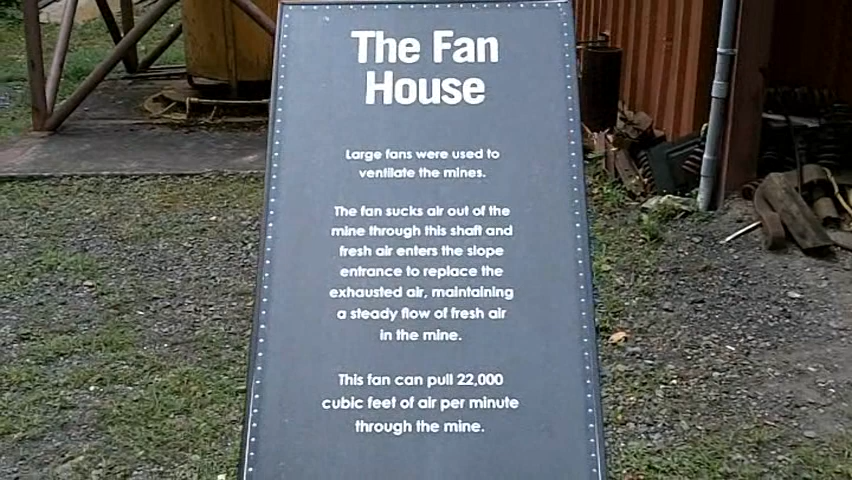 The Fan
House
Large fans were used to
ventilate the mines.
The fan sucks air out of the
mine through this shaft and
fresh air enters the slope
entrance to replace the
exhausted air, maintaining
a steady flow of fresh air
in the mine.
This fan can pull 22,000
cubic feet of air per minute
through the mine.